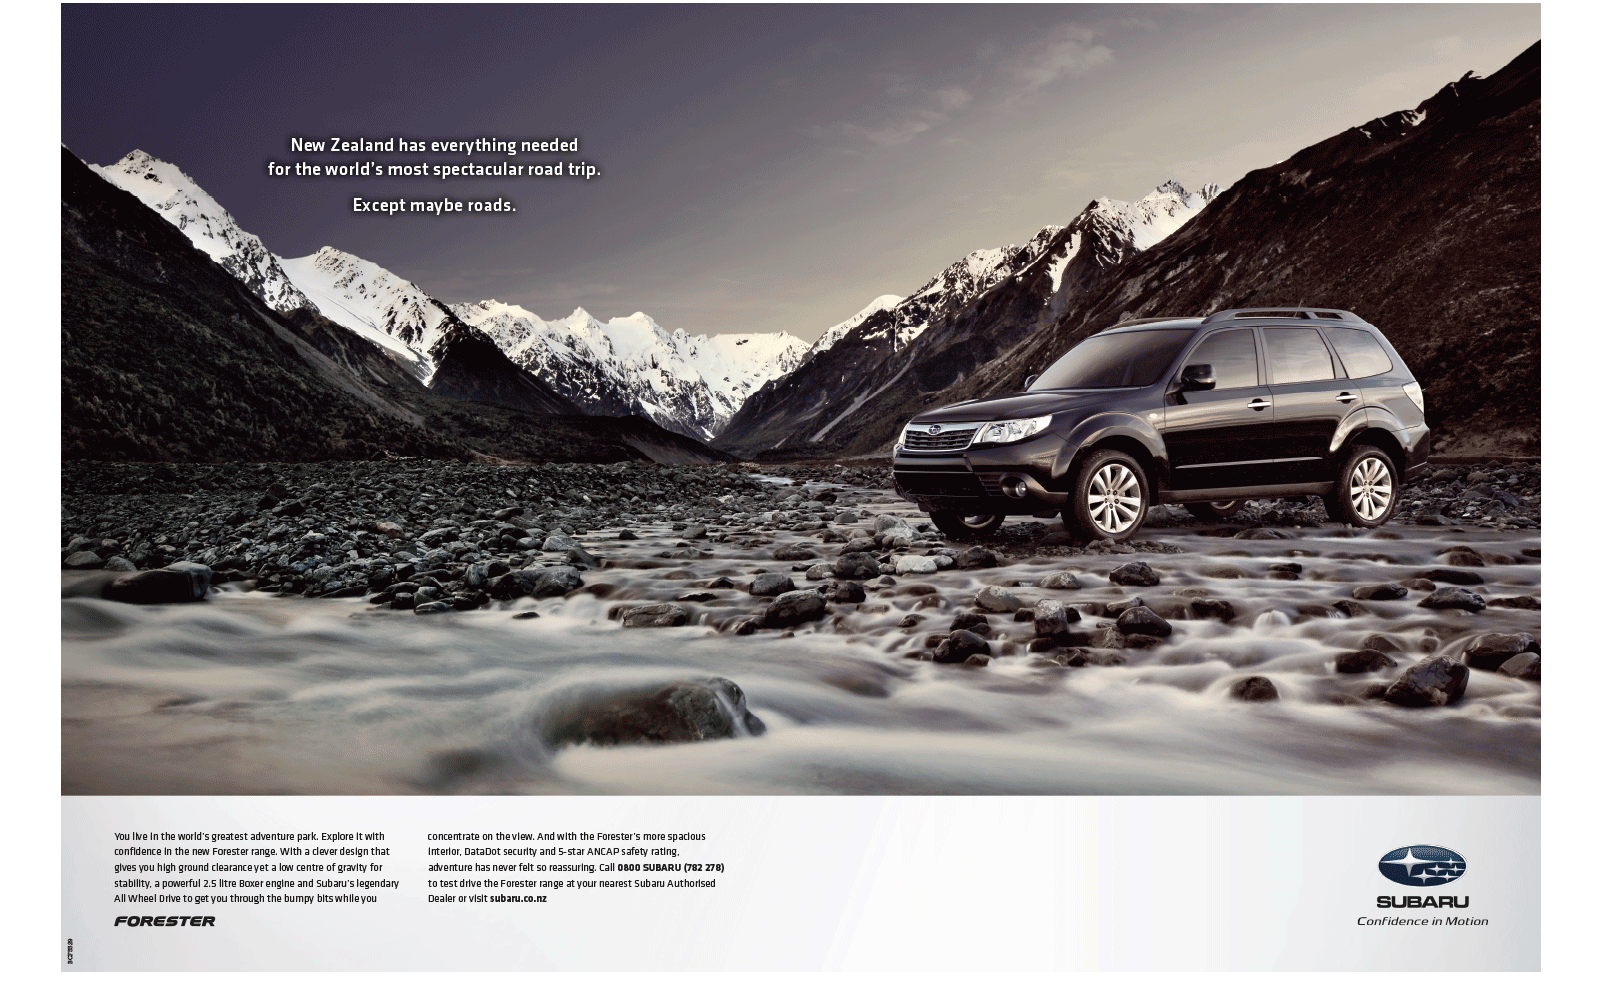 New Zealand has everything needed
for the world's most spectacular road trip.
Except maybe roads.
You live in the world's greatest adventure park. Explore it with
confidence in the new Forester range. With a clever design that
gives you high ground clearance yet a low centre of gravity for
stability, a powerful 2.5 litre Boxer engine and Subaru's legendary
All Wheel Drive to get you through the bumpy bits while you
concentrate on the view. And with the Forester's more spacious
interior, DataDot security and 5-star ANCAP safety rating,
adventure has never felt so reassuring. Call 0800 SUBARU (782 278)
to test drive the Forester range at your nearest Subaru Authorised
Dealer or visit subaru.co.nz
FORESTER
SUBARU
Confidence in Motion